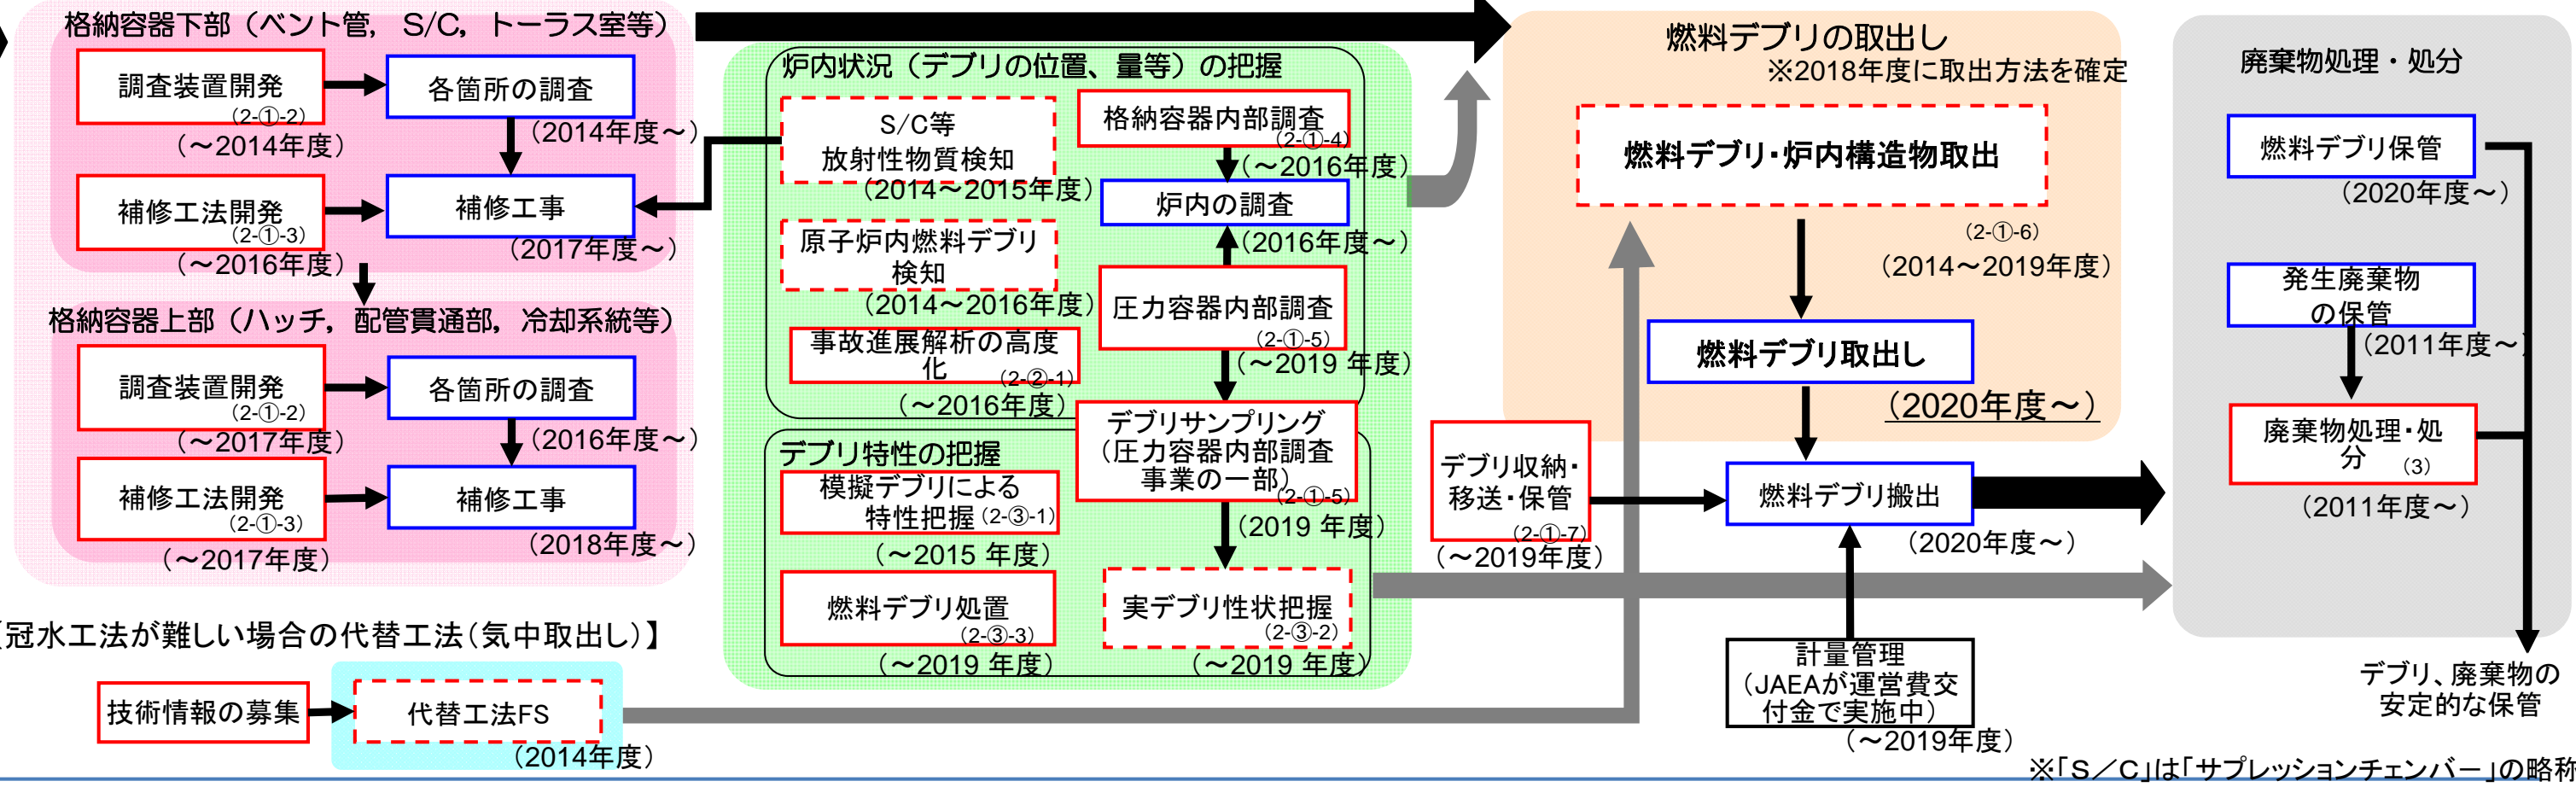 格納容器下部（ベント管， S/C，トーラス室等）
調査装置開発
（2-①-2）
（～2014年度）
各箇所の調査
（2014年度～）
補修工法開発
（2-①-3）
（～2016年度）
補修工事
（2017年度～）
格納容器上部（ハッチ，配管貫通部，冷却系統等）
調査装置開発
（2-①-2）
（～2017年度）
各箇所の調査
（2016年度～）
補修工法開発
（2-①-3）
（～2017年度）
補修工事
（2018年度～）
【冠水工法が難しい場合の代替工法（気中取出し）】
技術情報の募集
代替工法FS
（2014年度）
炉内状況（デブリの位置、量等）の把握
S/C等
放射性物質検知
（2014～2015年度）
原子炉内燃料デブリ
検知
（2014～2016年度）
事故進展解析の高度
化
（2-②-1）
（～2016年度）
格納容器内部調査
（2-①-4）
（～2016年度）
炉内の調査
（2016年度～）
圧力容器内部調査
（2-①-5）
（～2019 年度）
デブリサンプリング
（圧力容器内部調査
事業の一部）
（2-①-5）
（2019 年度）
デブリ特性の把握
模擬デブリによる
特性把握（2-③-1）
（～2015 年度）
燃料デブリ処置
（2-③-3）
（～2019 年度）
実デブリ性状把握
（2-③-2）
（～2019 年度）
燃料デブリの取出し
※2018年度に取出方法を確定
燃料デブリ・炉内構造物取出
（2-①-6）
（2014～2019年度）
燃料デブリ取出し
（2020年度～）
デブリ収納・
移送・保管
（2-①-7）
（～2019年度）
燃料デブリ搬出
（2020年度～）
計量管理
（JAEAが運営費交
付金で実施中）
（～2019年度）
廃棄物処理・処分
燃料デブリ保管
（2020年度～）
発生廃棄物
の保管
（2011年度～）
廃棄物処理・処
分
（3）
（2011年度～）
デブリ、廃棄物の
安定的な保管
※「S／C」は「サプレッションチェンバー」の略称